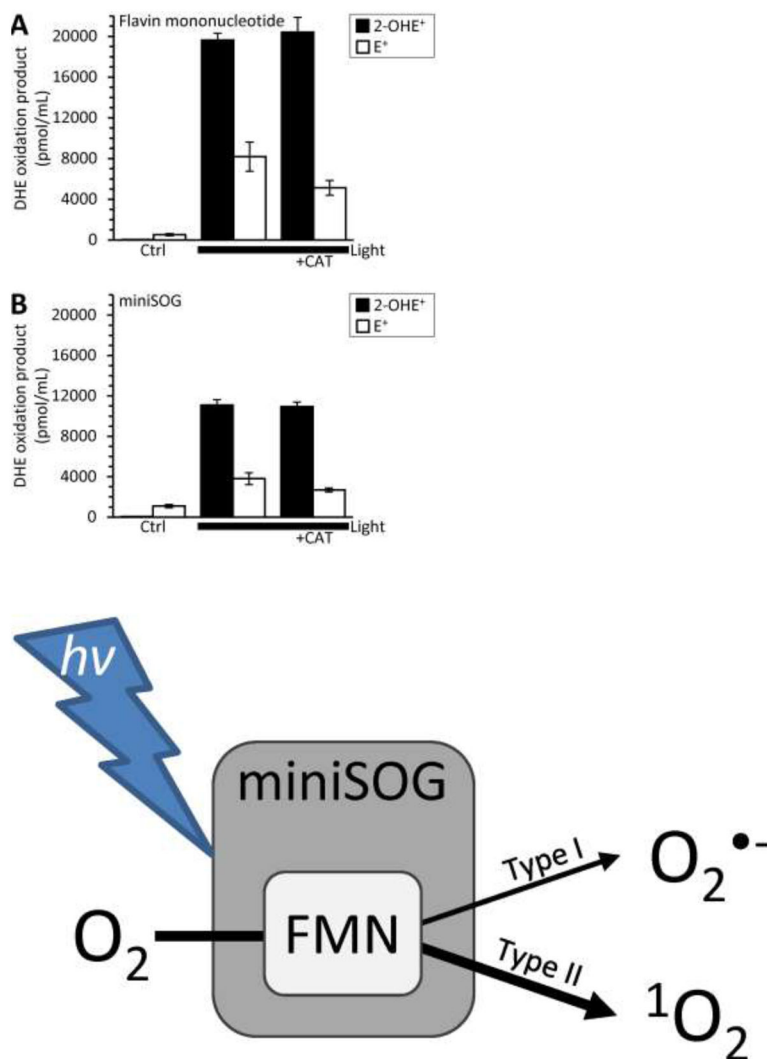 A
Flavin mononucleotide
2-OHE⁺
E⁺
DHE oxidation product
(pmol/mL)
20000
16000
12000
8000
4000
0
Ctrl
+CAT
Light
B
miniSOG
2-OHE⁺
E⁺
DHE oxidation product
(pmol/mL)
20000
16000
12000
8000
4000
0
Ctrl
+CAT
Light
hv
miniSOG
O₂
FMN
Type I
O₂•−
Type II
¹O₂